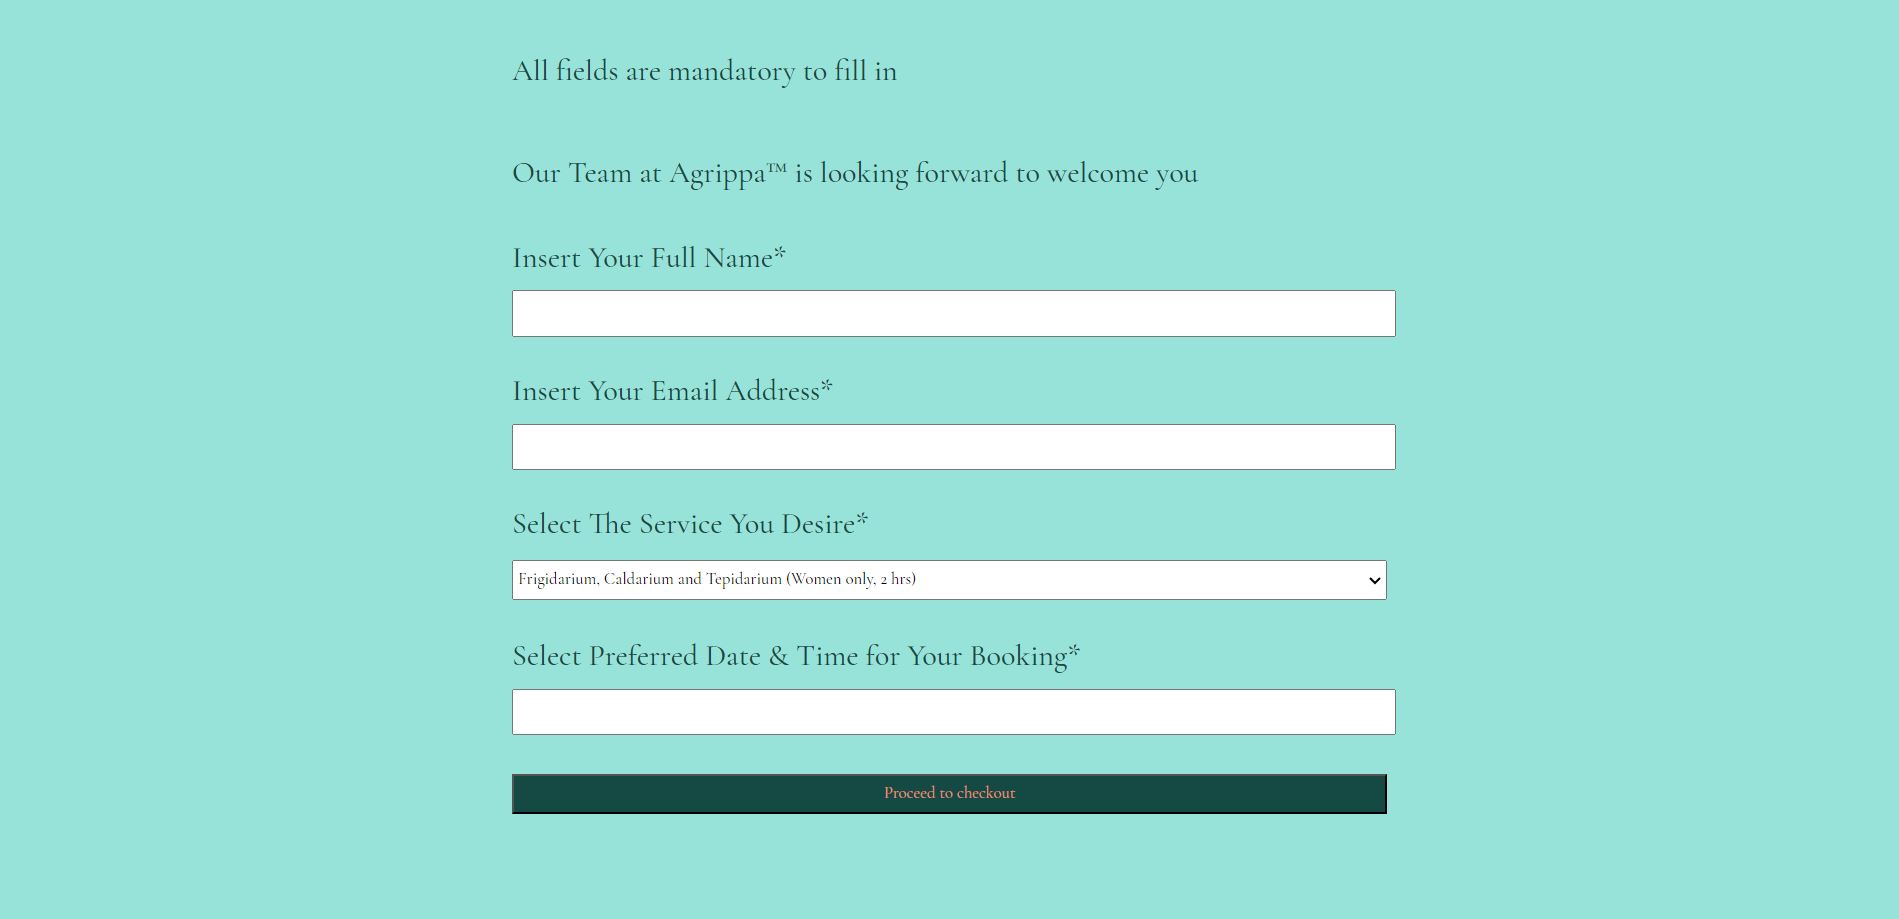 All fields are mandatory to fill in
Our Team at Agrippa™ is looking forward to welcome you
Insert Your Full Name*
Insert Your Email Address*
Select The Service You Desire*
Frigidarium, Caldarium and Tepidarium (Women only, 2 hrs)
Select Preferred Date & Time for Your Booking*
Proceed to checkout